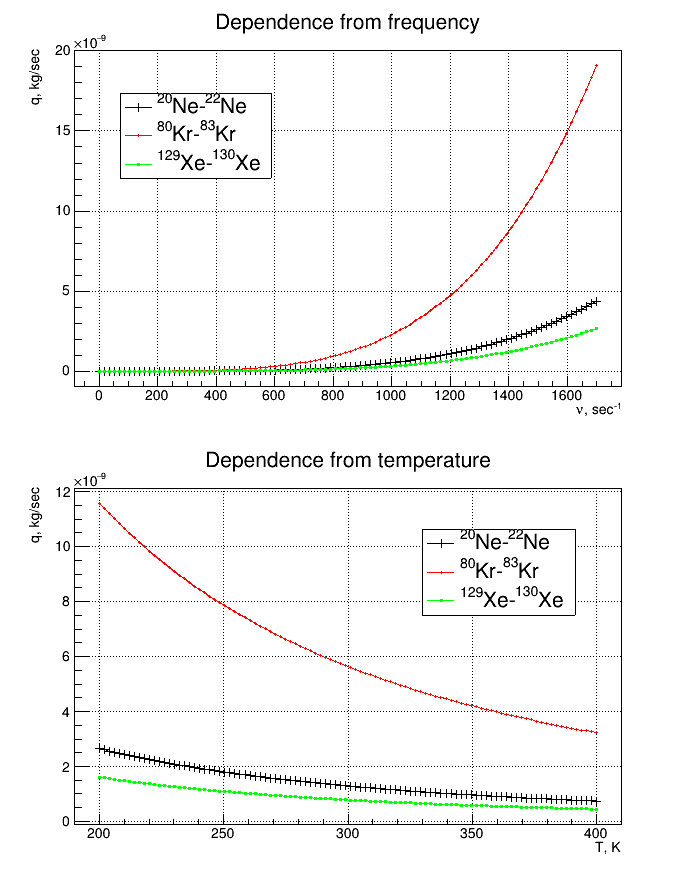 Dependence from frequency
×10⁻⁹
q, kg/sec
20
15
10
5
0
²⁰Ne-²²Ne
⁸⁰Kr-⁸³Kr
¹²⁹Xe-¹³⁰Xe
0 200 400 600 800 1000 1200 1400 1600
ν, sec⁻¹
Dependence from temperature
×10⁻⁹
q, kg/sec
12
10
8
6
4
2
0
²⁰Ne-²²Ne
⁸⁰Kr-⁸³Kr
¹²⁹Xe-¹³⁰Xe
200 250 300 350 400
T, K